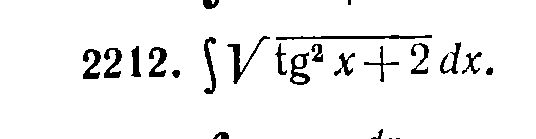 2212. ∫√tg² x + 2 dx.